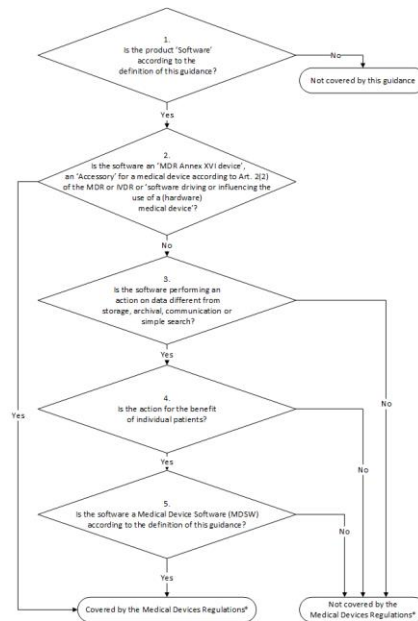 1.
Is the product 'Software'
according to the
definition of this guidance?
No
Not covered by this guidance
Yes
2.
Is the software an 'MDR Annex XVI device',
an 'Accessory' for a medical device according to Art. 2(2)
of the MDR or IVDR or 'software driving or influencing the
use of a (hardware)
medical device'?
No
3.
Is the software performing an
action on data different from
storage, archival, communication or
simple search?
Yes
No
Yes
4.
Is the action for the benefit
of individual patients?
No
Yes
5.
Is the software a Medical Device Software (MDSW)
according to the definition of this guidance?
No
Yes
Covered by the Medical Devices Regulations*
Not covered by the
Medical Devices Regulations*